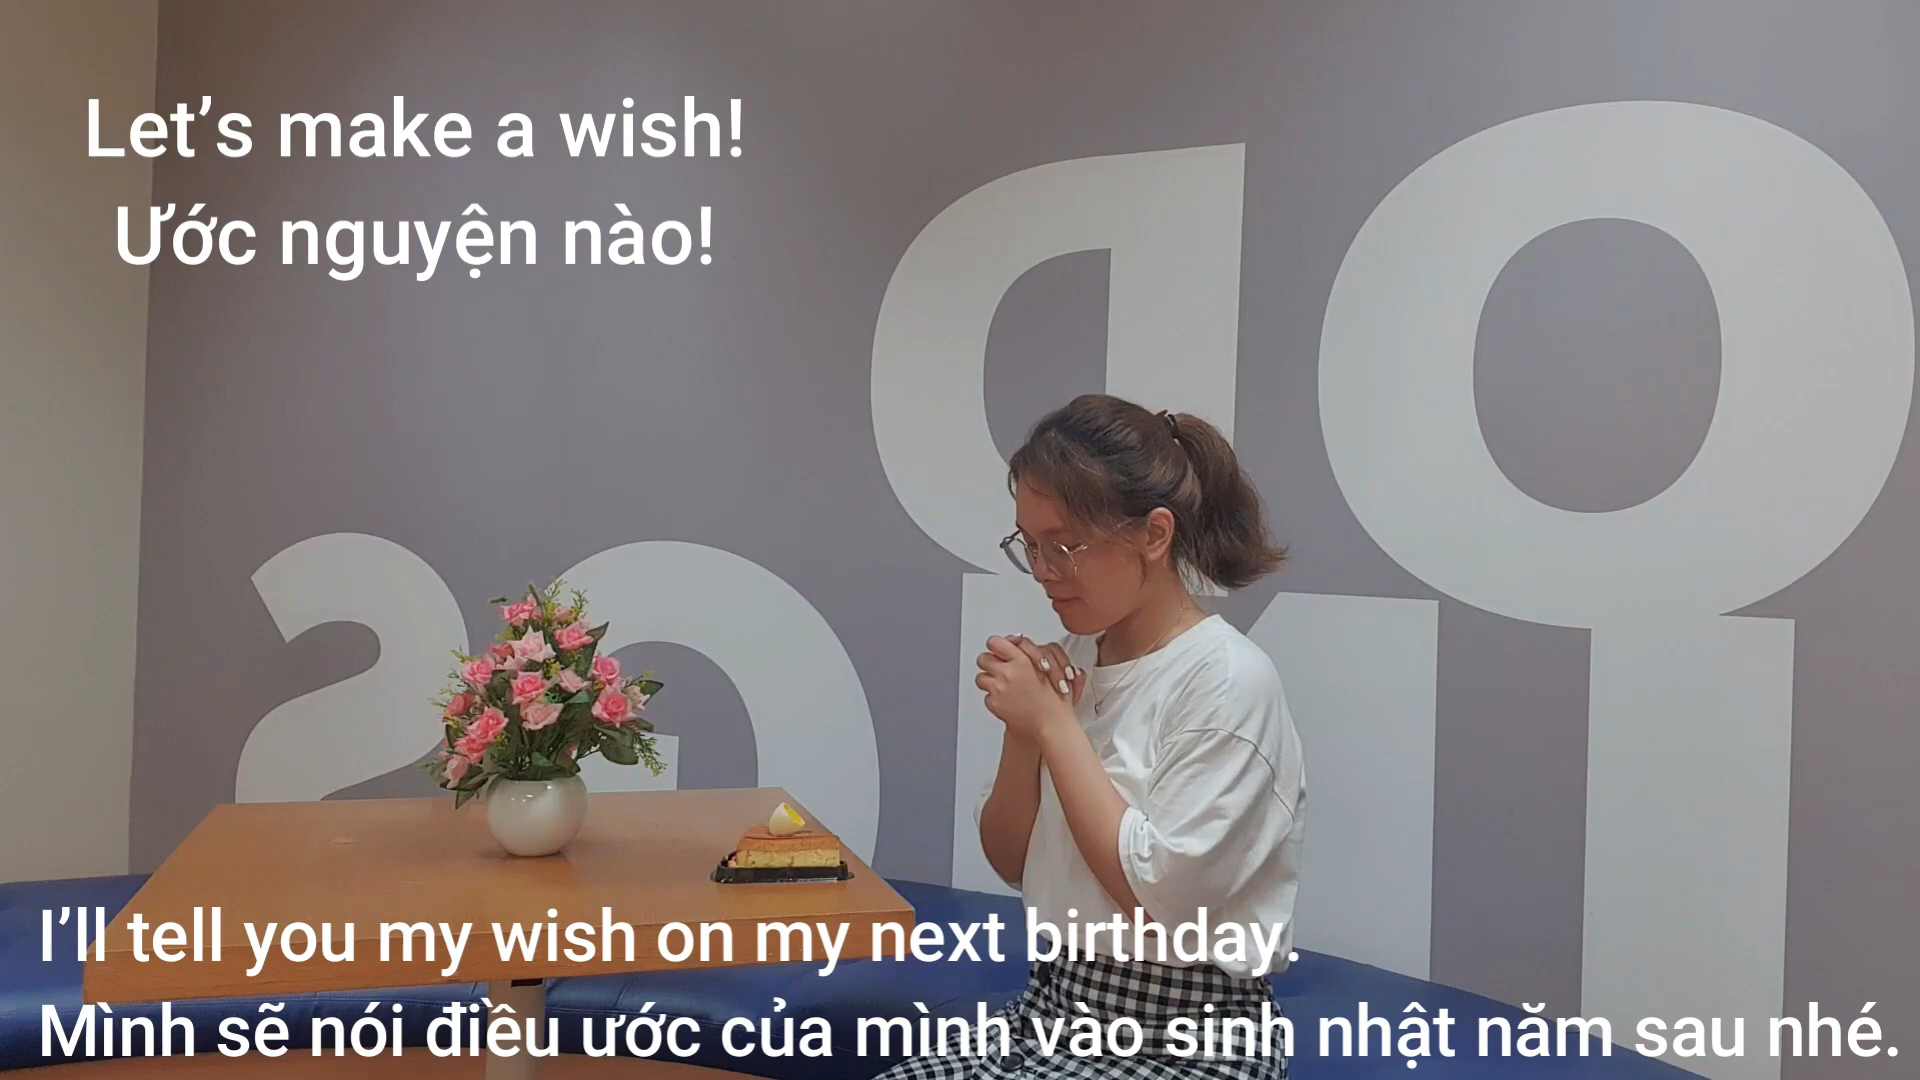 Let’s make a wish!
Ước nguyện nào!
I’ll tell you my wish on my next birthday.
Mình sẽ nói điều ước của mình vào sinh nhật năm sau nhé.